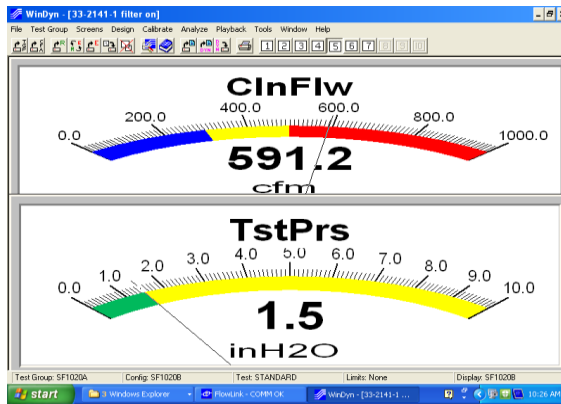 WinDyn - [33-2141-1 filter on]
File Test Group Screens Design Calibrate Analyze Playback Tools Window Help
1 2 3 4 5 6 7 8 9 10
ClnFlw
0.0 200.0 400.0 600.0 800.0 1000.0
591.2
cfm
TstPrs
0.0 1.0 2.0 3.0 4.0 5.0 6.0 7.0 8.0 9.0 10.0
1.5
inH2O
Test Group: SF1020A Config: SF1020B Test: STANDARD Limits: None Display: SF1020B
start 3 Windows Explorer FlowLink - COMM OK WinDyn - [33-2141-1 ... 10:26 AM